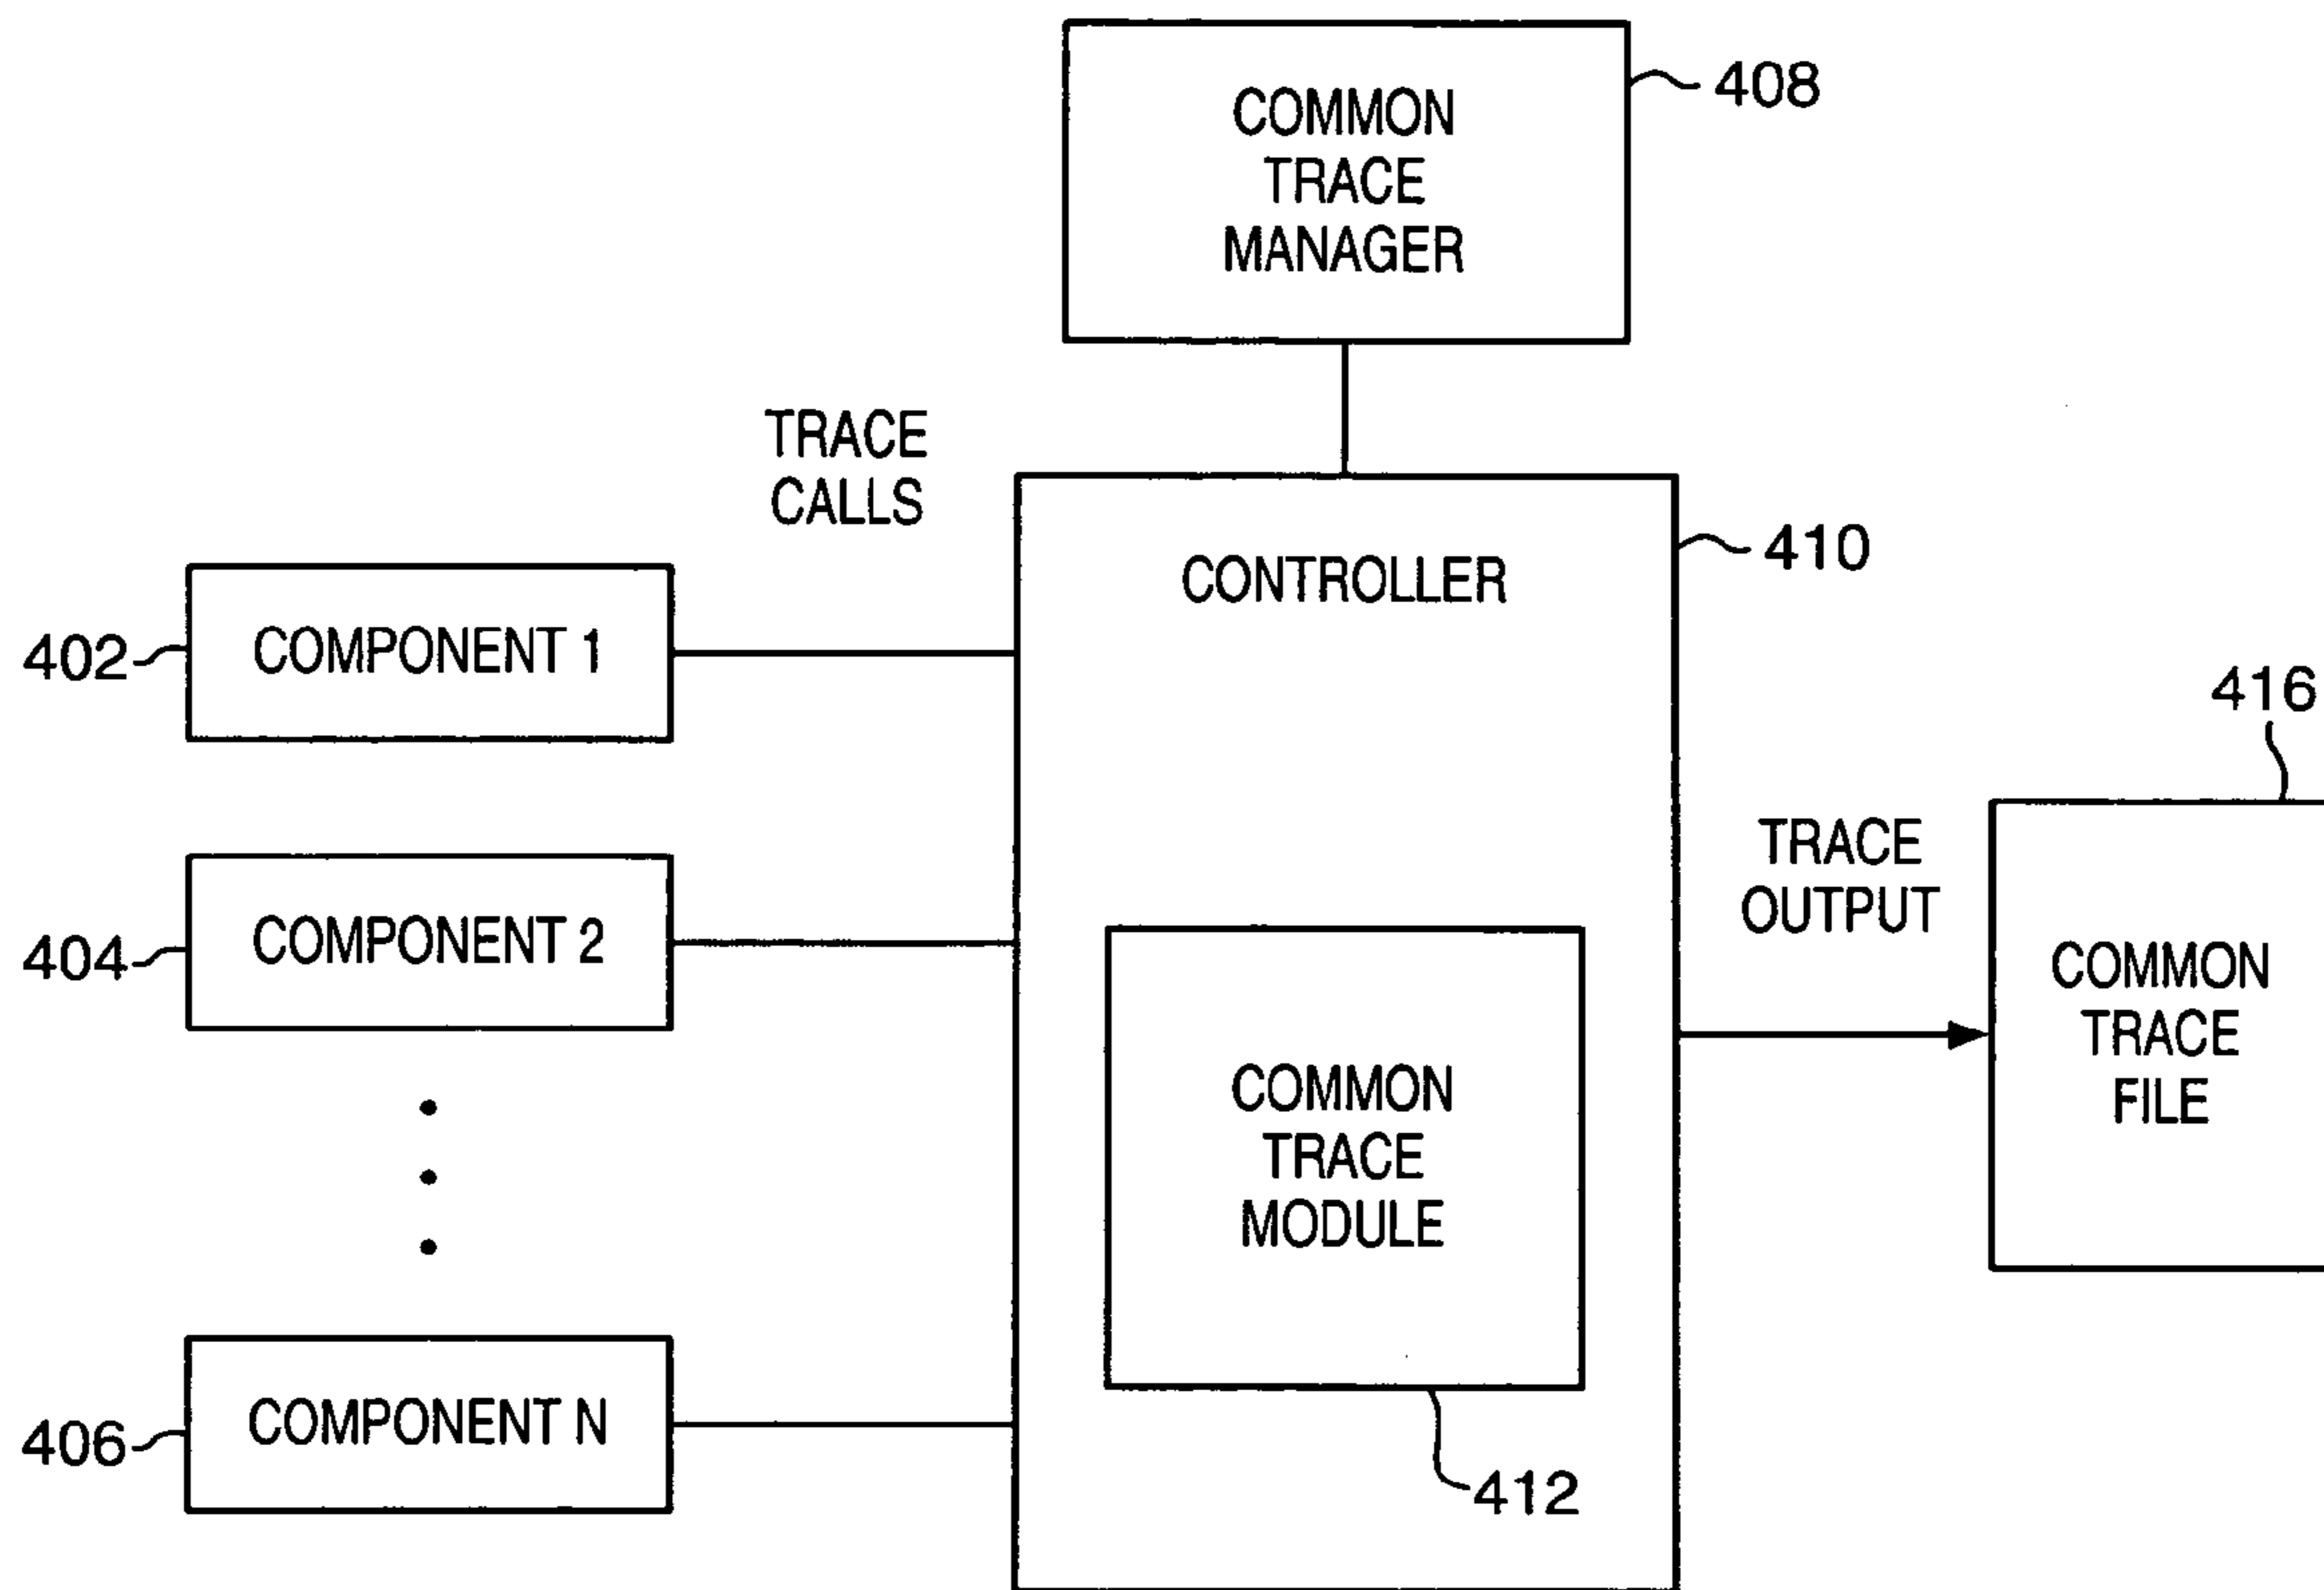 COMMON
TRACE
MANAGER
408
TRACE
CALLS
CONTROLLER
410
402
COMPONENT 1
416
404
COMPONENT 2
TRACE
OUTPUT
COMMON
TRACE
FILE
COMMON
TRACE
MODULE
406
COMPONENT N
412